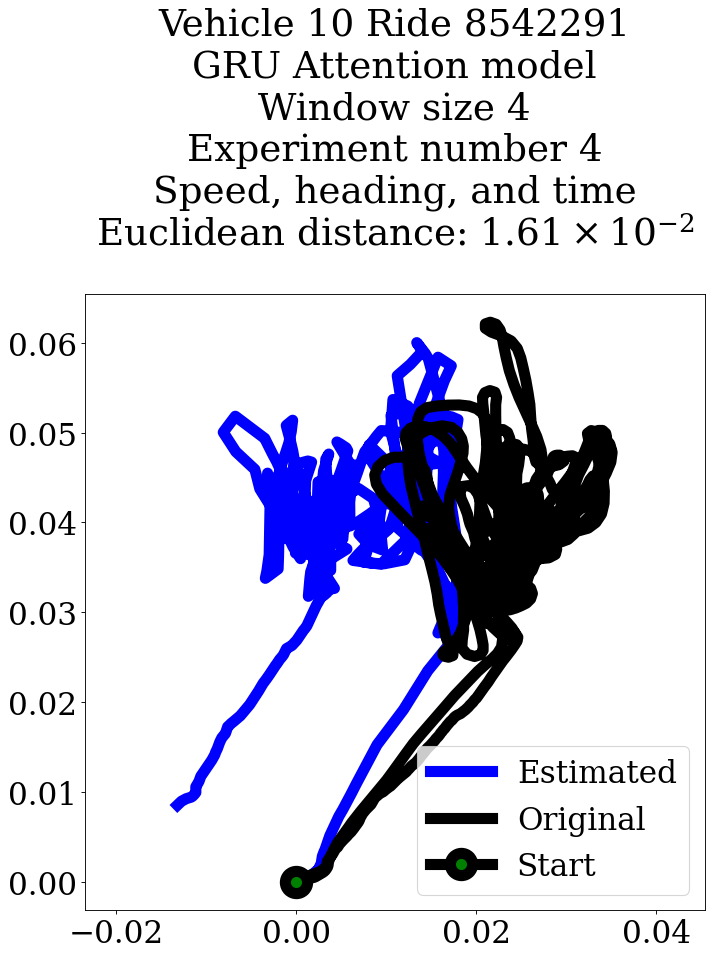 Vehicle 10 Ride 8542291
GRU Attention model
Window size 4
Experiment number 4
Speed, heading, and time
Euclidean distance: 1.61 × 10⁻²
0.06
0.05
0.04
0.03
0.02
0.01
0.00
−0.02 0.00 0.02 0.04
Estimated
Original
Start